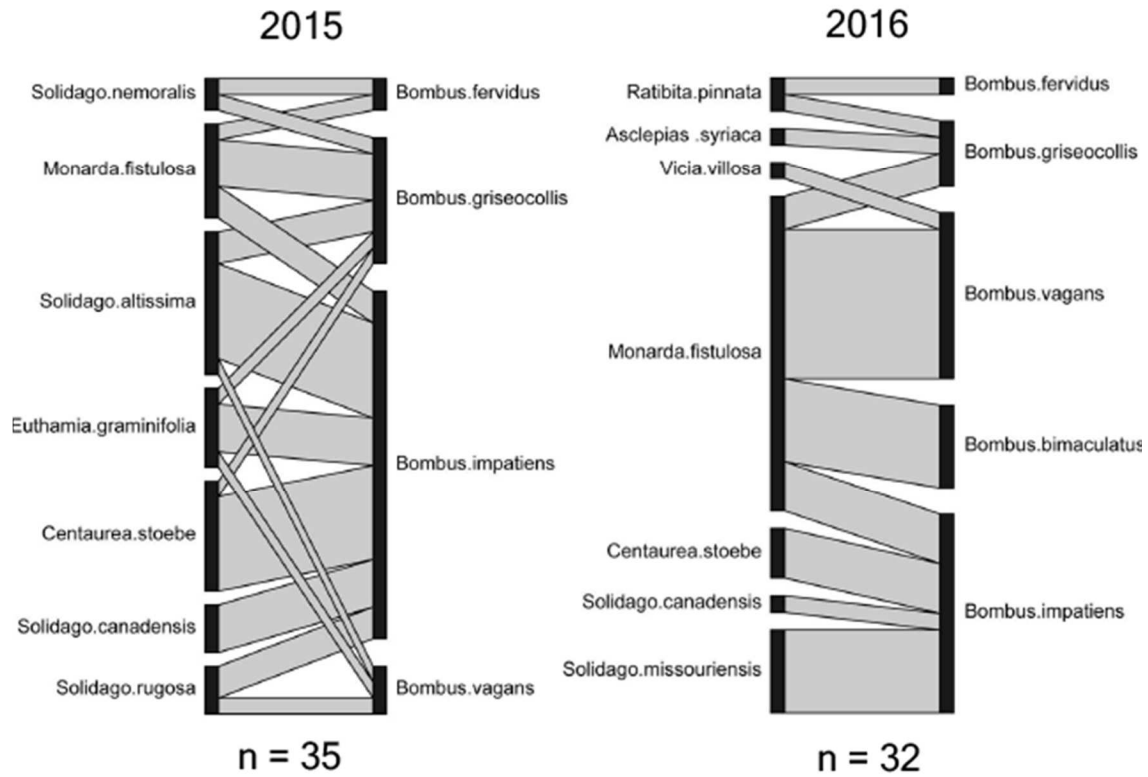 2015
Solidago.nemoralis
Monarda.fistulosa
Solidago.altissima
Euthamia.graminifolia
Centaurea.stoebe
Solidago.canadensis
Solidago.rugosa
Bombus.fervidus
Bombus.griseocollis
Bombus.impatiens
Bombus.vagans
n = 35
2016
Ratibita.pinnata
Asclepias .syriaca
Vicia.villosa
Monarda.fistulosa
Centaurea.stoebe
Solidago.canadensis
Solidago.missouriensis
Bombus.fervidus
Bombus.griseocollis
Bombus.vagans
Bombus.bimaculatus
Bombus.impatiens
n = 32